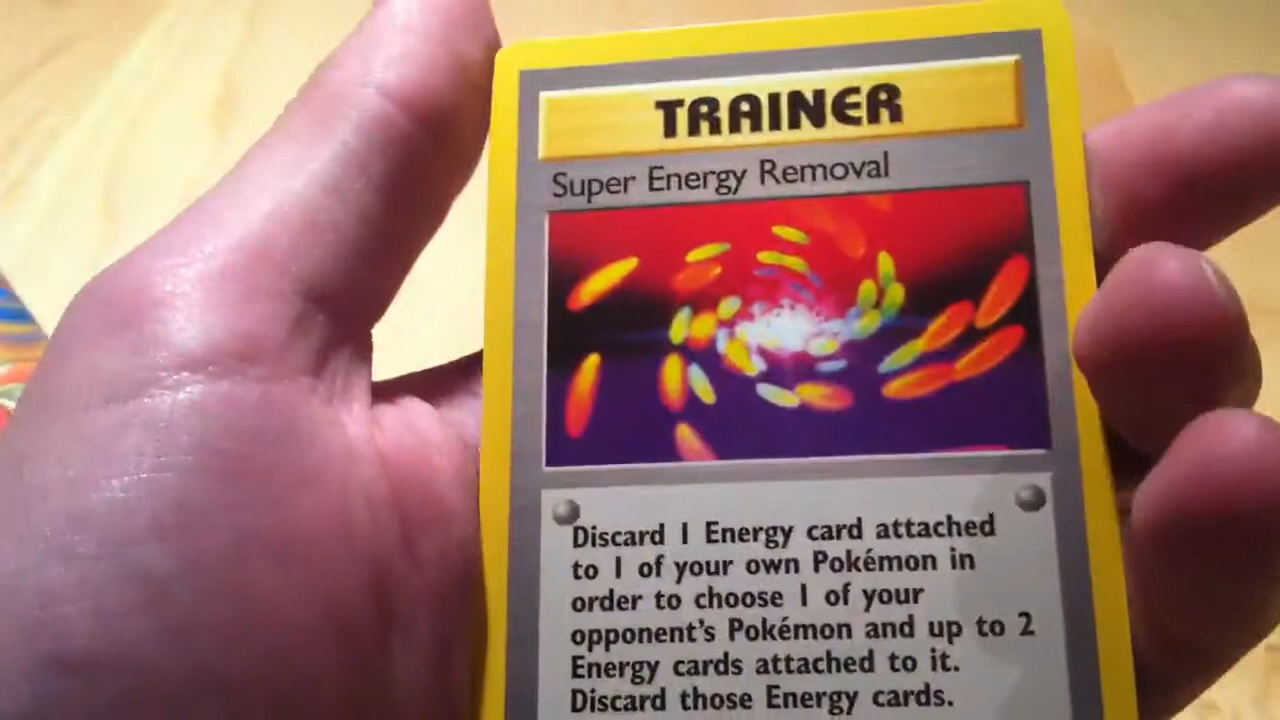 TRAINER
Super Energy Removal
Discard 1 Energy card attached
to 1 of your own Pokémon in
order to choose 1 of your
opponent's Pokémon and up to 2
Energy cards attached to it.
Discard those Energy cards.